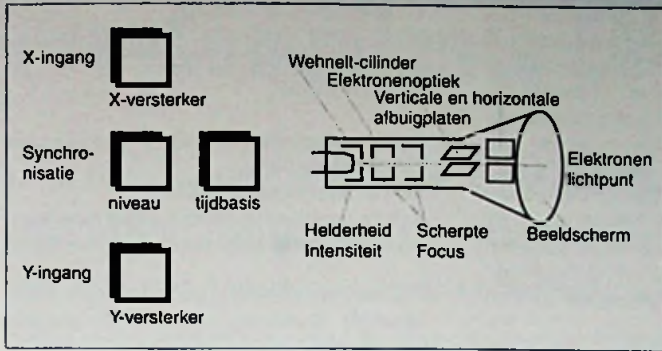 X-ingang
X-versterker
Synchro-
nisatie
niveau
tijdbasis
Y-ingang
Y-versterker
Wehnelt-cilinder
Elektronenoptiek
Verticale en horizontale
afbuigplaten
Elektronen
lichtpunt
Helderheid
Intensiteit
Scherpte
Focus
Beeldscherm